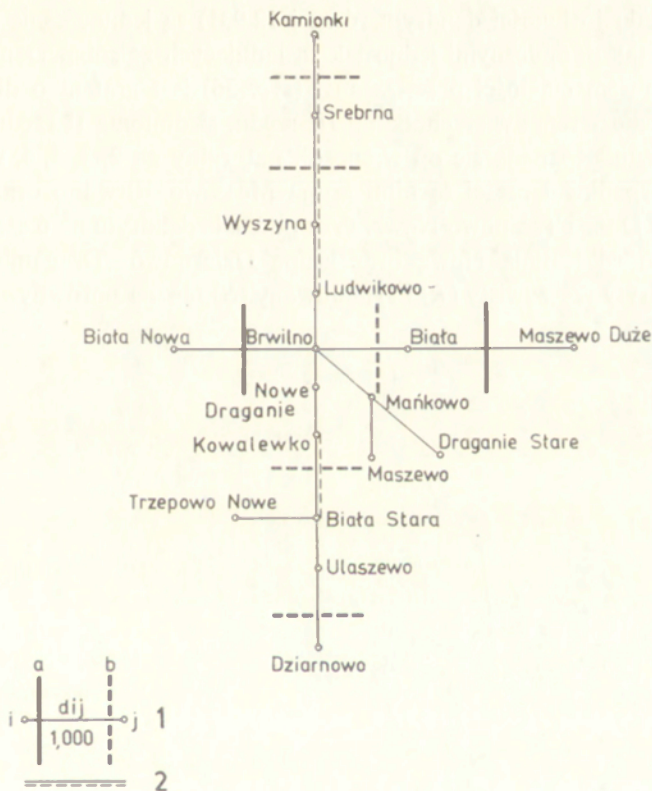 Kamionki
Srebrna
Wyszyna
Ludwikowo
Biała Nowa Brwilno Biała Maszewo Duże
Nowe
Draganie
Mańkowo
Kowalewko
Draganie Stare
Maszewo
Trzepowo Nowe
Biała Stara
Ulaszewo
Dziarnowo
a b
i dij j 1
1,000
2